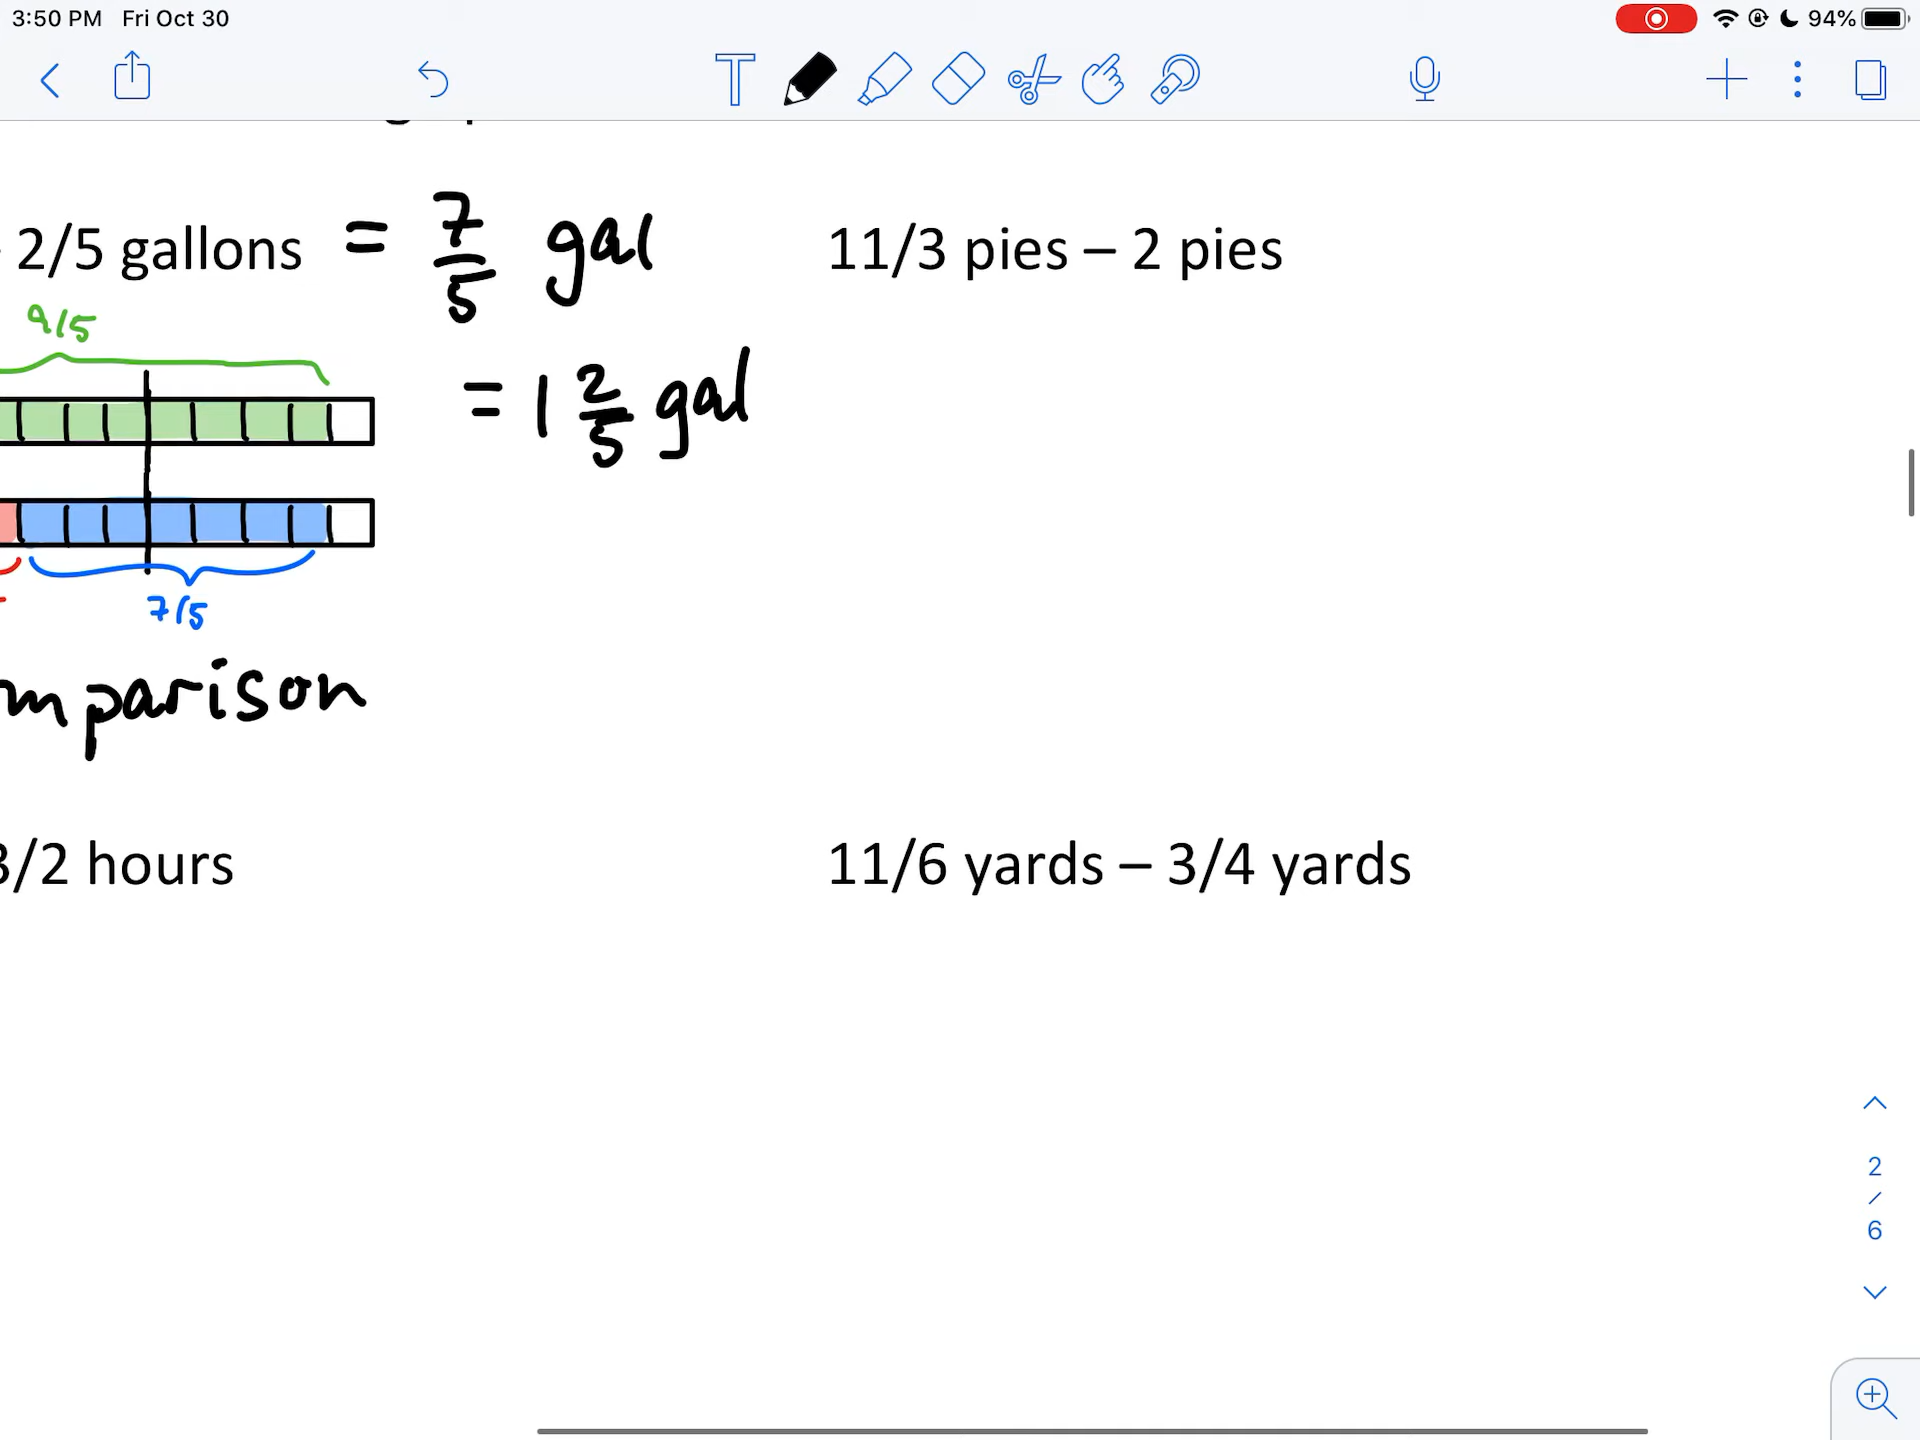 3:50 PM Fri Oct 30
94%
2/5 gallons = 7/5 gal
= 1 2/5 gal
9/5
7/5
mparison
11/3 pies – 2 pies
3/2 hours
11/6 yards – 3/4 yards
2
/
6